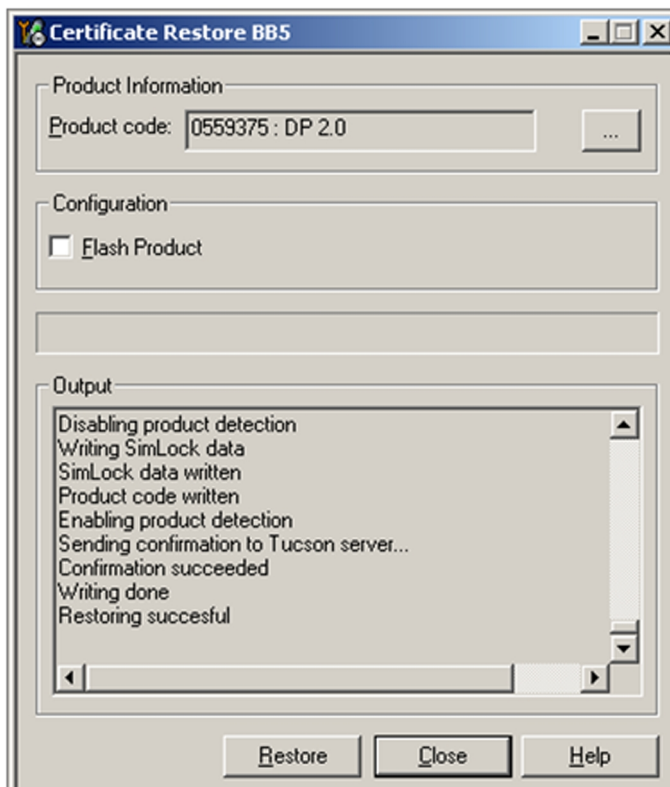 Certificate Restore BB5
Product Information
Product code: 0559375 : DP 2.0 ...
Configuration
Flash Product
Output
Disabling product detection
Writing SimLock data
SimLock data written
Product code written
Enabling product detection
Sending confirmation to Tucson server...
Confirmation succeeded
Writing done
Restoring succesful
Restore Close Help